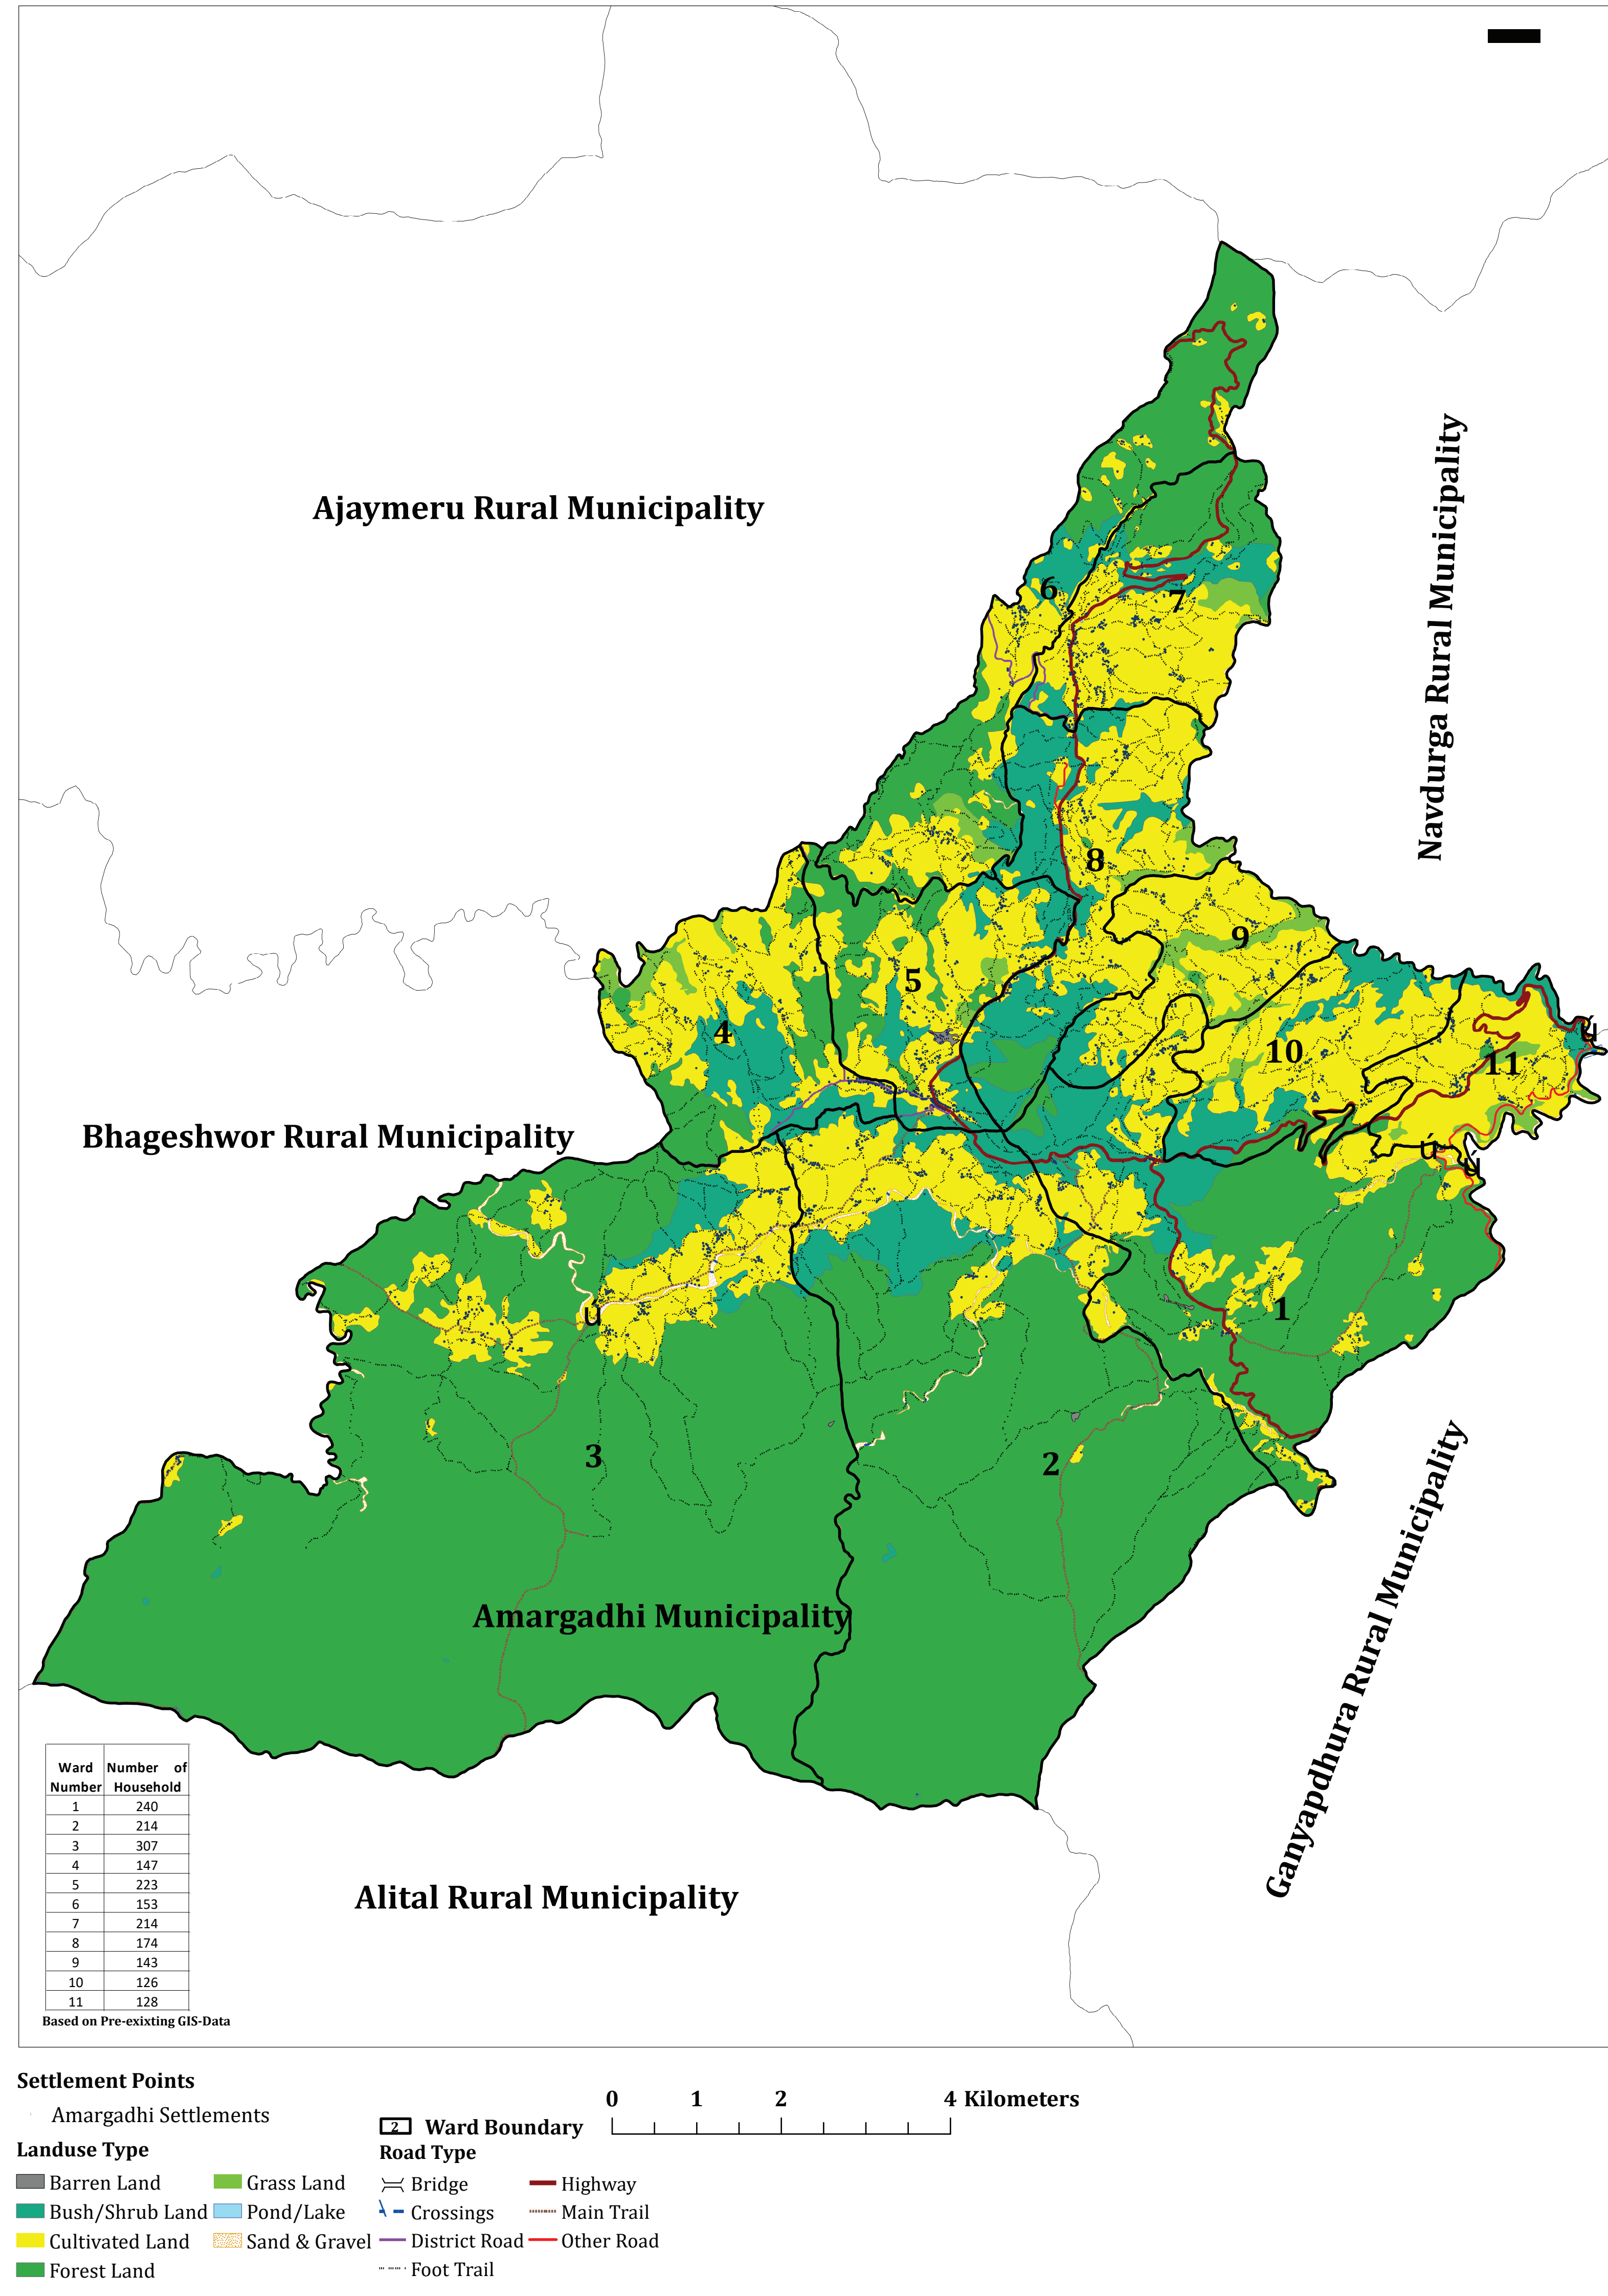 Ajaymeru Rural Municipality
Navdurga Rural Municipality
6
7
8
9
5
4
10
11
Ú
Bhageshwor Rural Municipality
Ú
Ú
Ú
1
3
2
Amargadhi Municipality
Ganyapdhura Rural Municipality
Alital Rural Municipality
Ward Number Number of Household
1 240
2 214
3 307
4 147
5 223
6 153
7 214
8 174
9 143
10 126
11 128
Based on Pre-exixting GIS-Data
Settlement Points
Amargadhi Settlements
Landuse Type
Barren Land
Bush/Shrub Land
Cultivated Land
Forest Land
Grass Land
Pond/Lake
Sand & Gravel
2 Ward Boundary
Road Type
Bridge
Crossings
District Road
Foot Trail
Highway
Main Trail
Other Road
0 1 2 4 Kilometers